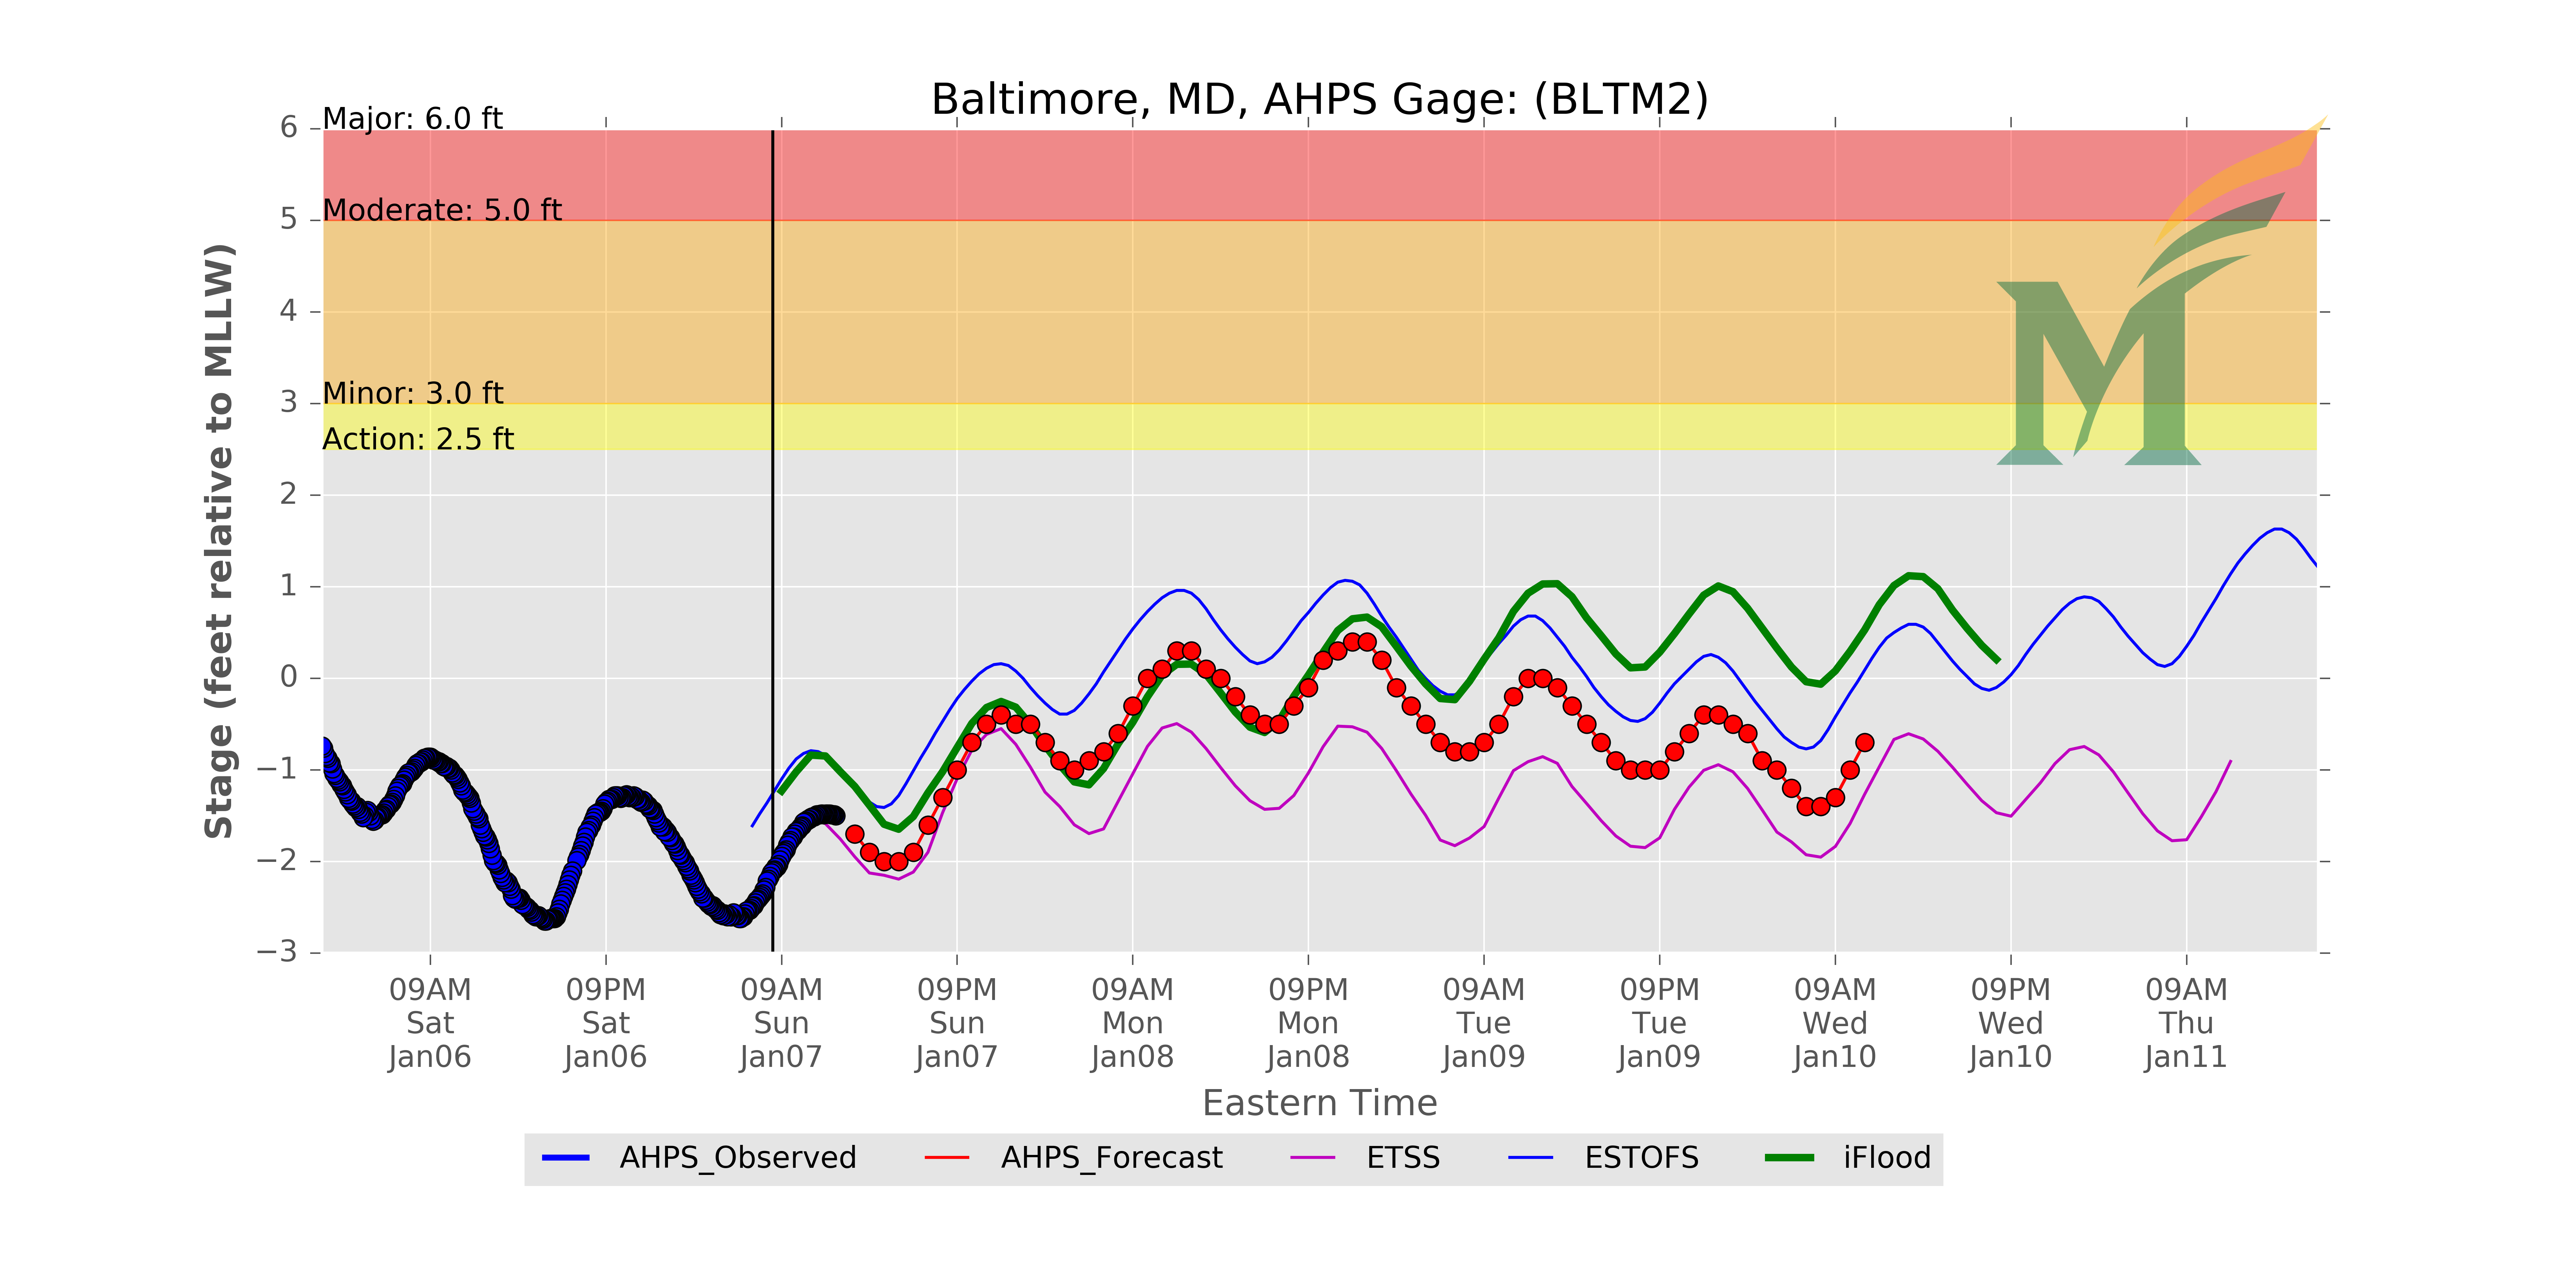 Baltimore, MD, AHPS Gage: (BLTM2)
Major: 6.0 ft
Moderate: 5.0 ft
Minor: 3.0 ft
Action: 2.5 ft
6
5
4
3
2
1
0
−1
−2
−3
Stage (feet relative to MLLW)
09AM Sat Jan06
09PM Sat Jan06
09AM Sun Jan07
09PM Sun Jan07
09AM Mon Jan08
09PM Mon Jan08
09AM Tue Jan09
09PM Tue Jan09
09AM Wed Jan10
09PM Wed Jan10
09AM Thu Jan11
Eastern Time
AHPS_Observed
AHPS_Forecast
ETSS
ESTOFS
iFlood
M